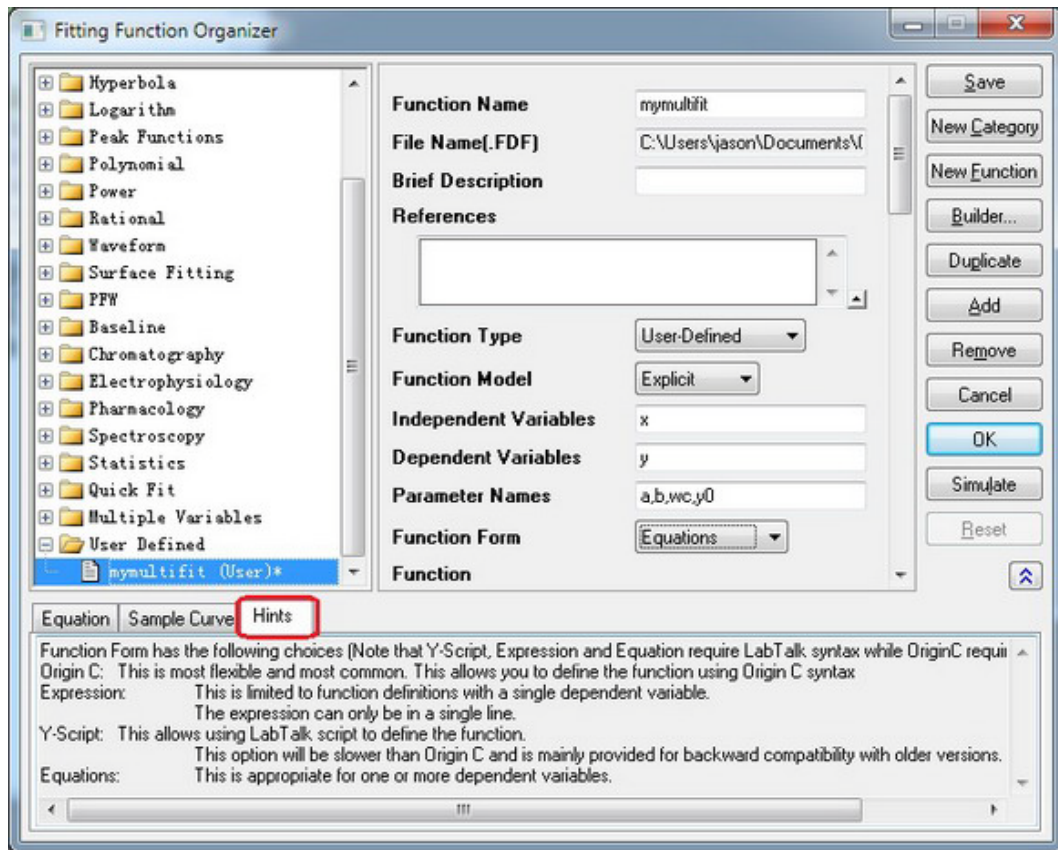 Fitting Function Organizer
Hyperbola
Logarithm
Peak Functions
Polynomial
Power
Rational
Waveform
Surface Fitting
PFW
Baseline
Chromatography
Electrophysiology
Pharmacology
Spectroscopy
Statistics
Quick Fit
Multiple Variables
User Defined
mymultifit (User)*
Function Name mymultifit
File Name(.FDF) C:\Users\jason\Documents\
Brief Description
References
Function Type User-Defined
Function Model Explicit
Independent Variables x
Dependent Variables y
Parameter Names a,b,wc,y0
Function Form Equations
Function
Save
New Category
New Function
Builder...
Duplicate
Add
Remove
Cancel
OK
Simulate
Reset
Equation Sample Curve Hints
Function Form has the following choices (Note that Y-Script, Expression and Equation require LabTalk syntax while OriginC requi
Origin C: This is most flexible and most common. This allows you to define the function using Origin C syntax
Expression: This is limited to function definitions with a single dependent variable.
The expression can only be in a single line.
Y-Script: This allows using LabTalk script to define the function.
This option will be slower than Origin C and is mainly provided for backward compatibility with older versions.
Equations: This is appropriate for one or more dependent variables.